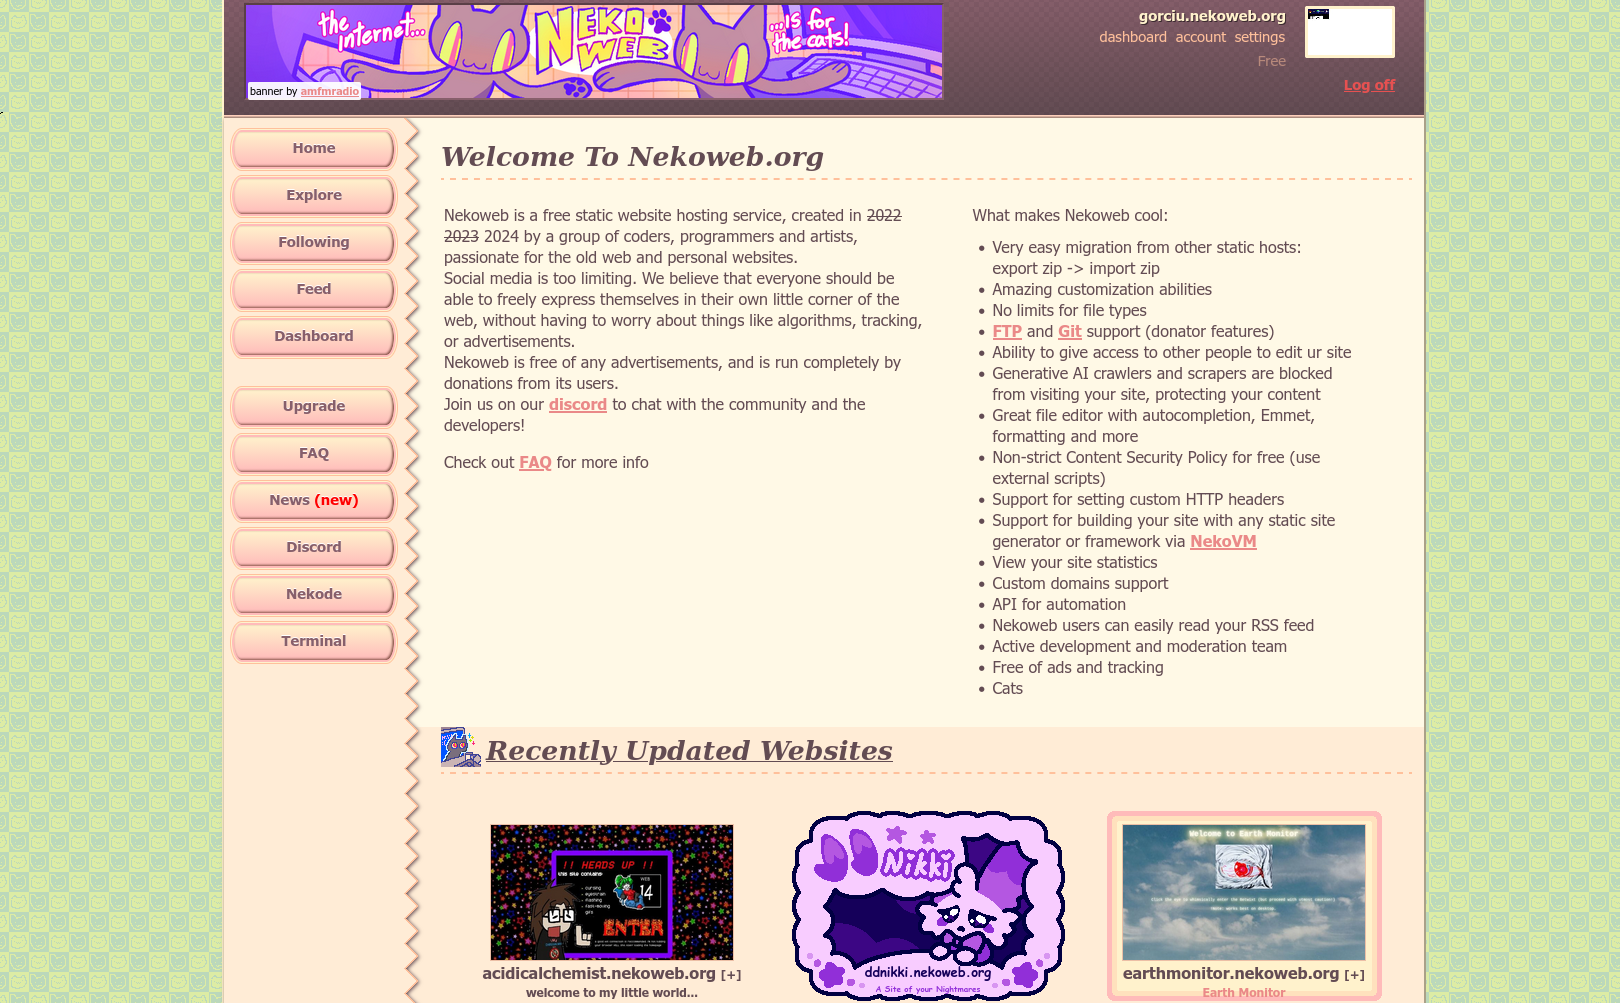 the internet...
NEKO WEB
...is for the cats!
banner by amfmradio
gorciu.nekoweb.org
dashboard account settings
Free
Log off
Home
Explore
Following
Feed
Dashboard
Upgrade
FAQ
News (new)
Discord
Nekode
Terminal
Welcome To Nekoweb.org
Nekoweb is a free static website hosting service, created in 2022
2023 2024 by a group of coders, programmers and artists,
passionate for the old web and personal websites.
Social media is too limiting. We believe that everyone should be
able to freely express themselves in their own little corner of the
web, without having to worry about things like algorithms, tracking,
or advertisements.
Nekoweb is free of any advertisements, and is run completely by
donations from its users.
Join us on our discord to chat with the community and the
developers!
Check out FAQ for more info
What makes Nekoweb cool:
• Very easy migration from other static hosts:
export zip -> import zip
• Amazing customization abilities
• No limits for file types
• FTP and Git support (donator features)
• Ability to give access to other people to edit ur site
• Generative AI crawlers and scrapers are blocked
from visiting your site, protecting your content
• Great file editor with autocompletion, Emmet,
formatting and more
• Non-strict Content Security Policy for free (use
external scripts)
• Support for setting custom HTTP headers
• Support for building your site with any static site
generator or framework via NekoVM
• View your site statistics
• Custom domains support
• API for automation
• Nekoweb users can easily read your RSS feed
• Active development and moderation team
• Free of ads and tracking
• Cats
Recently Updated Websites
!! HEADS UP !!
this site contains:
- cursing
- eyestrain
- flashing
- fast-moving
gifs
WEB
14
ENTER
acidicalchemist.nekoweb.org [+]
welcome to my little world...
Nikki
ddnikki.nekoweb.org
A Site of your Nightmares
Welcome to Earth Monitor
earthmonitor.nekoweb.org [+]
Earth Monitor